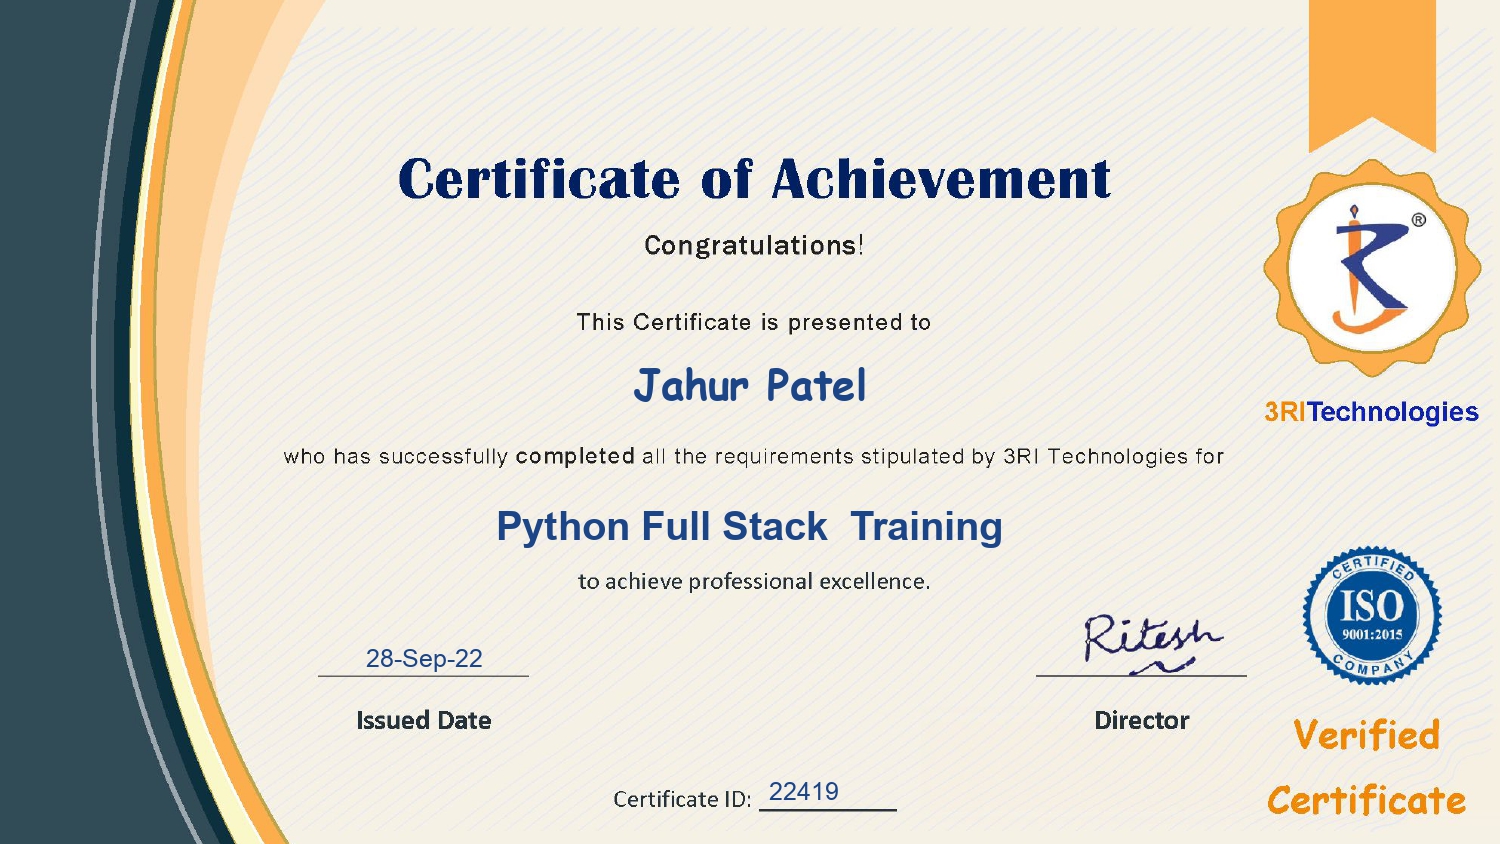 Certificate of Achievement
Congratulations!
This Certificate is presented to
Jahur Patel
who has successfully completed all the requirements stipulated by 3RI Technologies for
Python Full Stack  Training
to achieve professional excellence.
28-Sep-22
Issued Date
Ritesh
Director
Certificate ID: 22419
®
3RITechnologies
CERTIFIED
ISO
9001:2015
COMPANY
Verified
Certificate